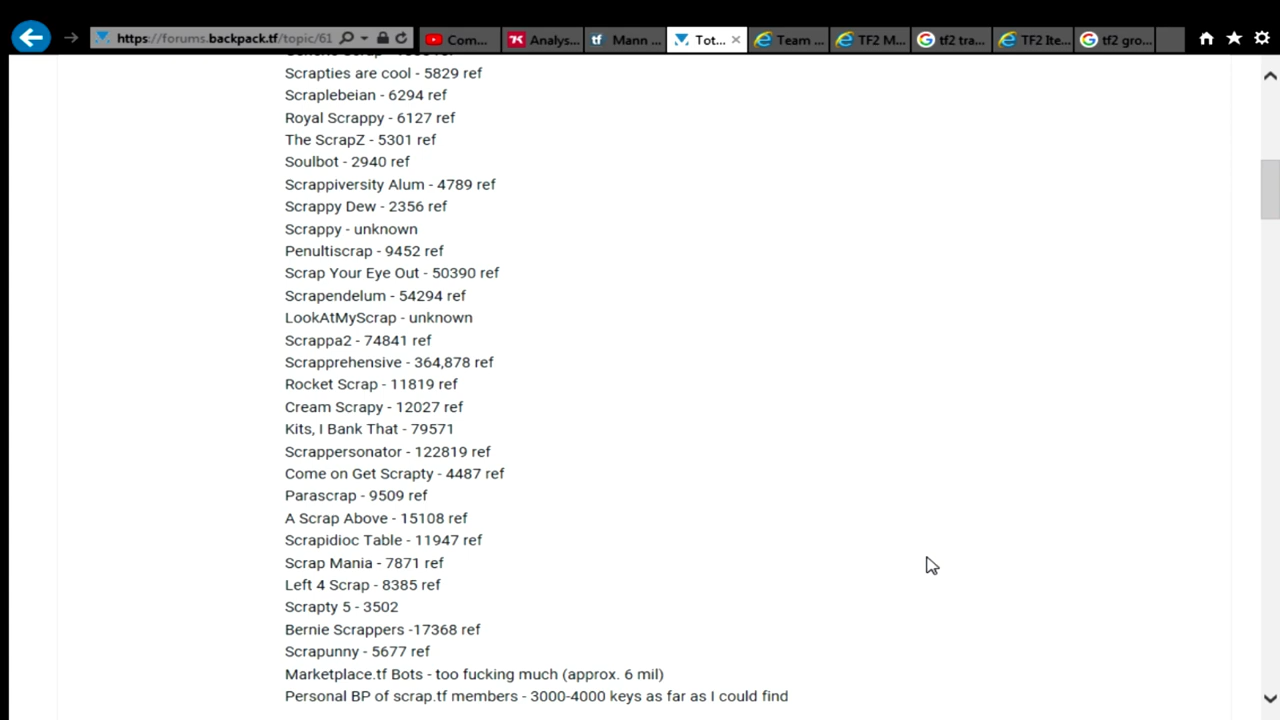 https://forums.backpack.tf/topic/61
Com...
Analys...
Mann ...
Tot...
Team ...
TF2 M...
tf2 tra...
TF2 Ite...
tf2 gro...
Scrapties are cool - 5829 ref
Scraplebeian - 6294 ref
Royal Scrappy - 6127 ref
The ScrapZ - 5301 ref
Soulbot - 2940 ref
Scrappiversity Alum - 4789 ref
Scrappy Dew - 2356 ref
Scrappy - unknown
Penultiscrap - 9452 ref
Scrap Your Eye Out - 50390 ref
Scrapendelum - 54294 ref
LookAtMyScrap - unknown
Scrappa2 - 74841 ref
Scrapprehensive - 364,878 ref
Rocket Scrap - 11819 ref
Cream Scrapy - 12027 ref
Kits, I Bank That - 79571
Scrappersonator - 122819 ref
Come on Get Scrapty - 4487 ref
Parascrap - 9509 ref
A Scrap Above - 15108 ref
Scrapidioc Table - 11947 ref
Scrap Mania - 7871 ref
Left 4 Scrap - 8385 ref
Scrapty 5 - 3502
Bernie Scrappers -17368 ref
Scrapunny - 5677 ref
Marketplace.tf Bots - too fucking much (approx. 6 mil)
Personal BP of scrap.tf members - 3000-4000 keys as far as I could find